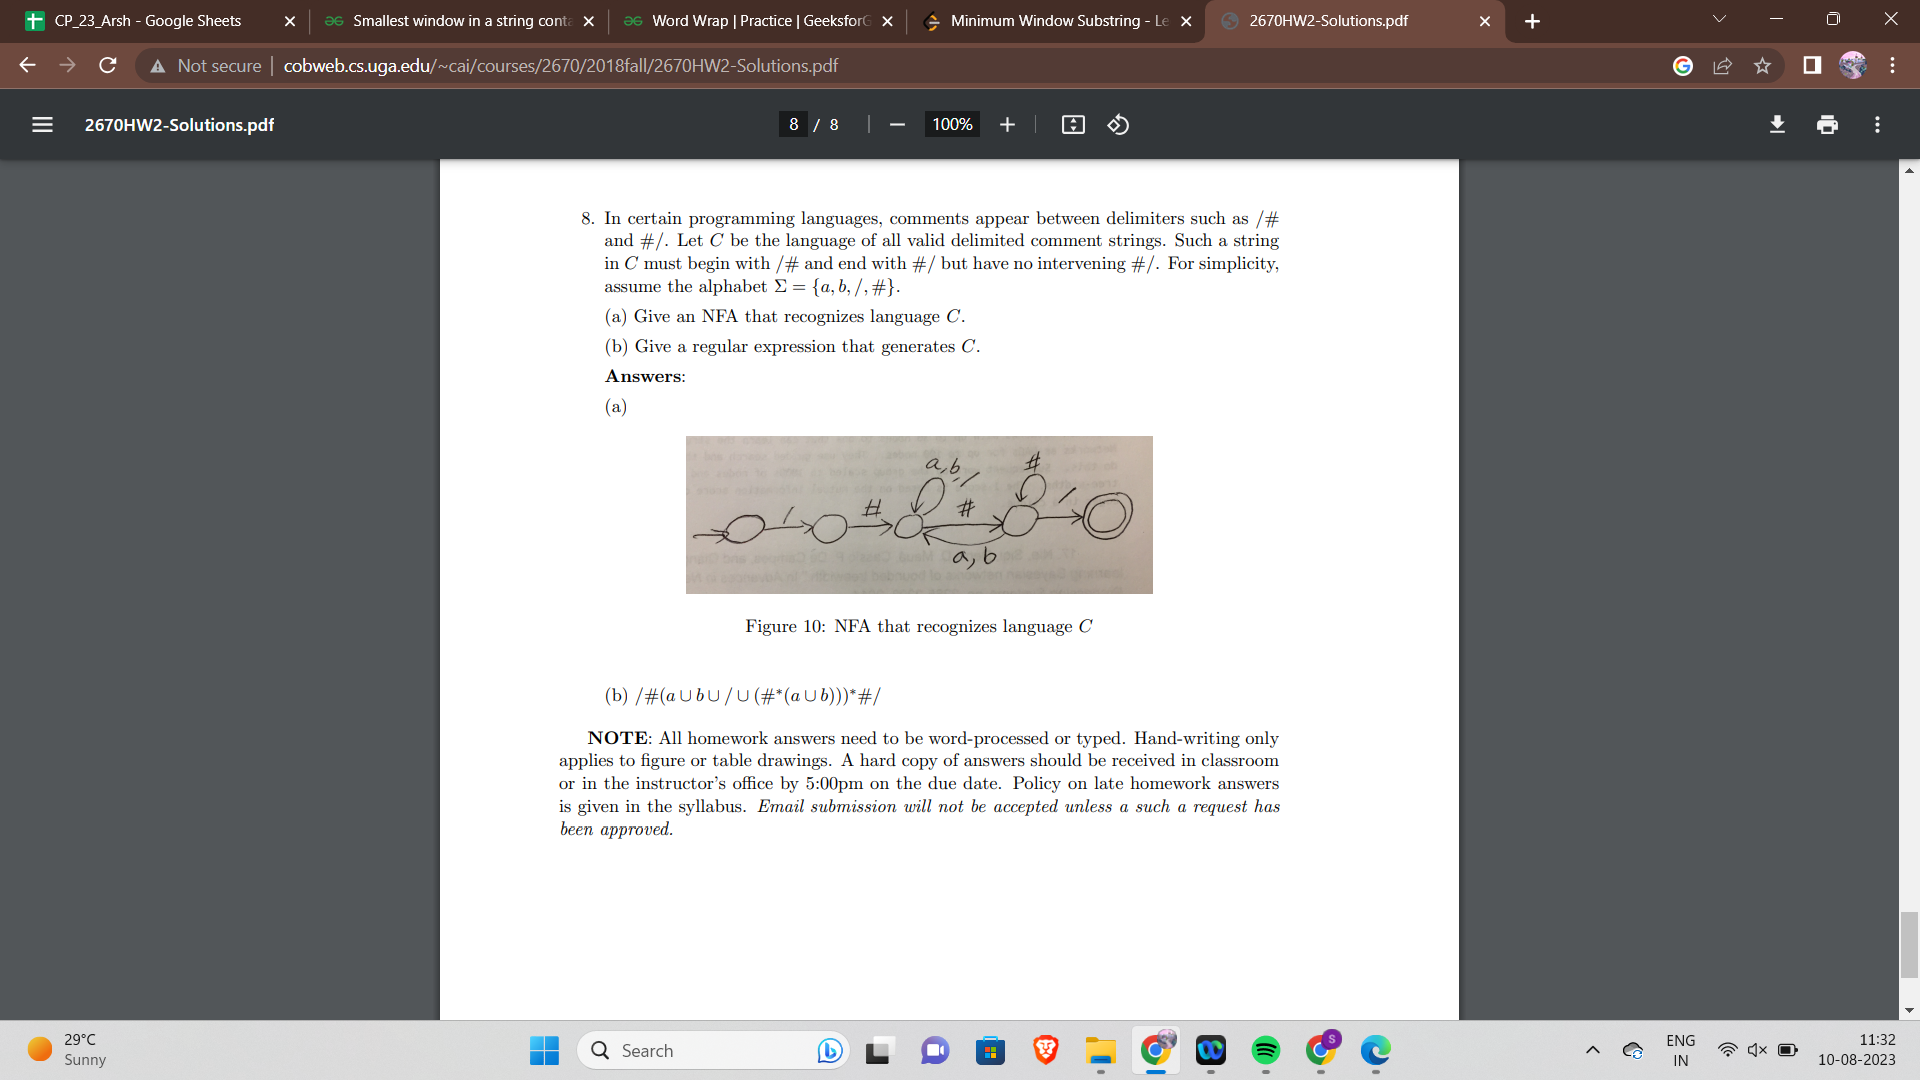 CP_23_Arsh - Google Sheets
Smallest window in a string conta
Word Wrap | Practice | GeeksforG
Minimum Window Substring - Le
2670HW2-Solutions.pdf
Not secure | cobweb.cs.uga.edu/~cai/courses/2670/2018fall/2670HW2-Solutions.pdf
2670HW2-Solutions.pdf
8 / 8
100%
8. In certain programming languages, comments appear between delimiters such as /#
and #/. Let C be the language of all valid delimited comment strings. Such a string
in C must begin with /# and end with #/ but have no intervening #/. For simplicity,
assume the alphabet Σ = {a, b, /, #}.
(a) Give an NFA that recognizes language C.
(b) Give a regular expression that generates C.
Answers:
(a)
a,b, /
#
/
#
#
/
a, b
Figure 10: NFA that recognizes language C
(b) /#(a ∪ b ∪ / ∪ (#*(a ∪ b)))*#/
NOTE: All homework answers need to be word-processed or typed. Hand-writing only
applies to figure or table drawings. A hard copy of answers should be received in classroom
or in the instructor's office by 5:00pm on the due date. Policy on late homework answers
is given in the syllabus. Email submission will not be accepted unless a such a request has
been approved.
29°C
Sunny
Search
S
ENG
IN
11:32
10-08-2023